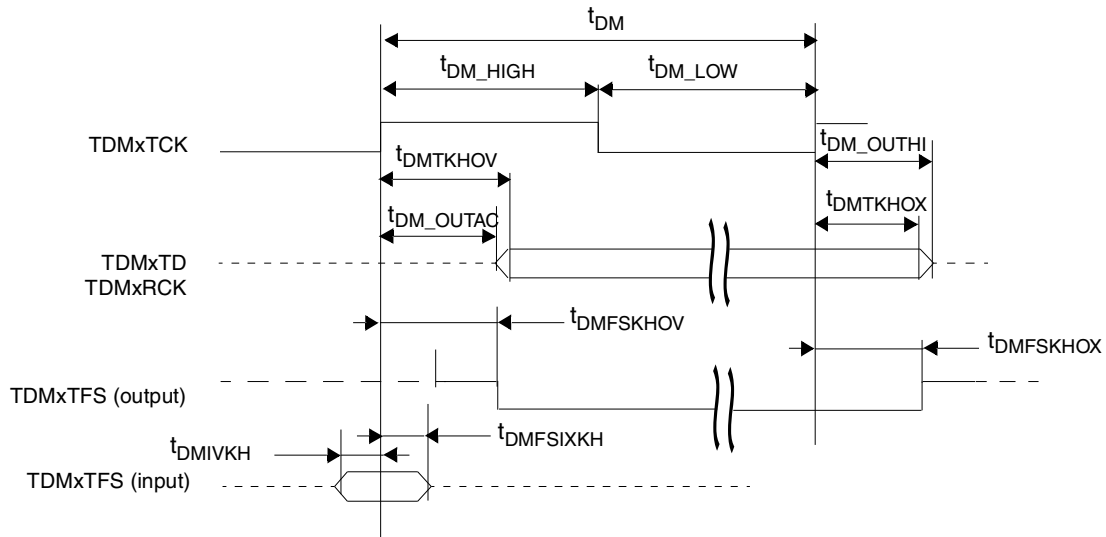 tDM
tDM_HIGH
tDM_LOW
TDMxTCK
tDM_OUTHI
tDMTKHOV
tDMTKHOX
tDM_OUTAC
TDMxTD
TDMxRCK
tDMFSKHOV
tDMFSKHOX
TDMxTFS (output)
tDMIVKH
tDMFSIXKH
TDMxTFS (input)